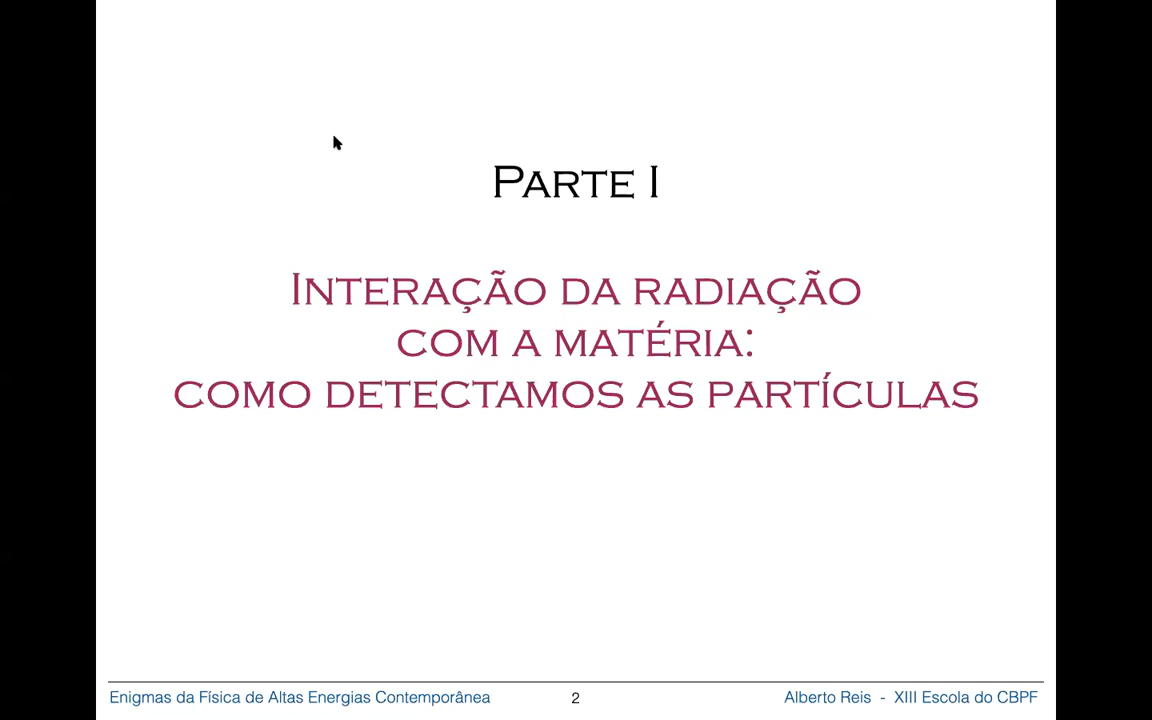 Parte I
Interação da radiação
com a matéria:
como detectamos as partículas
Enigmas da Física de Altas Energias Contemporânea
2
Alberto Reis - XIII Escola do CBPF